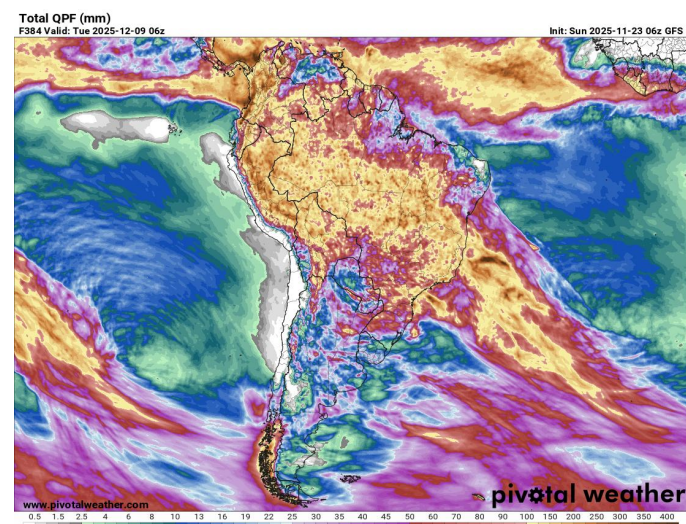 Total QPF (mm)
F384 Valid: Tue 2025-12-09 06z Init: Sun 2025-11-23 06z GFS
www.pivotalweather.com
pivotal weather
0.5 1.5 2.5 4 6 8 10 13 16 19 22 25 30 35 40 45 50 60 70 80 90 100 150 200 250 300 350 400